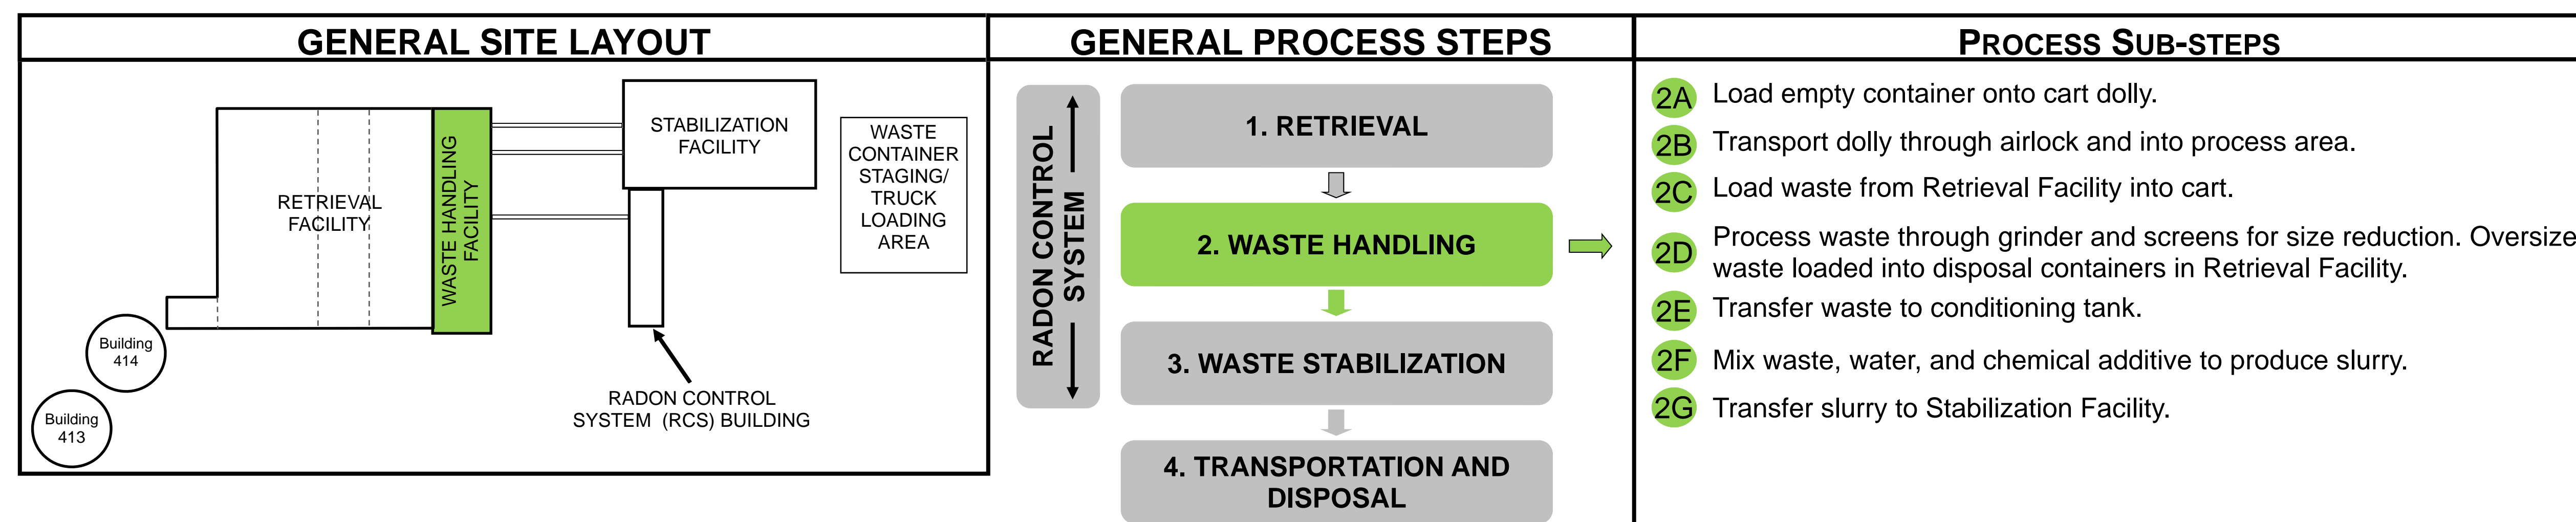 GENERAL SITE LAYOUT
RETRIEVAL
FACILITY
WASTE HANDLING
FACILITY
STABILIZATION
FACILITY
WASTE
CONTAINER
STAGING/
TRUCK
LOADING
AREA
Building
414
Building
413
RADON CONTROL
SYSTEM (RCS) BUILDING
GENERAL PROCESS STEPS
RADON CONTROL
SYSTEM
1. RETRIEVAL
2. WASTE HANDLING
3. WASTE STABILIZATION
4. TRANSPORTATION AND
DISPOSAL
PROCESS SUB-STEPS
2A Load empty container onto cart dolly.
2B Transport dolly through airlock and into process area.
2C Load waste from Retrieval Facility into cart.
2D Process waste through grinder and screens for size reduction. Oversize
waste loaded into disposal containers in Retrieval Facility.
2E Transfer waste to conditioning tank.
2F Mix waste, water, and chemical additive to produce slurry.
2G Transfer slurry to Stabilization Facility.